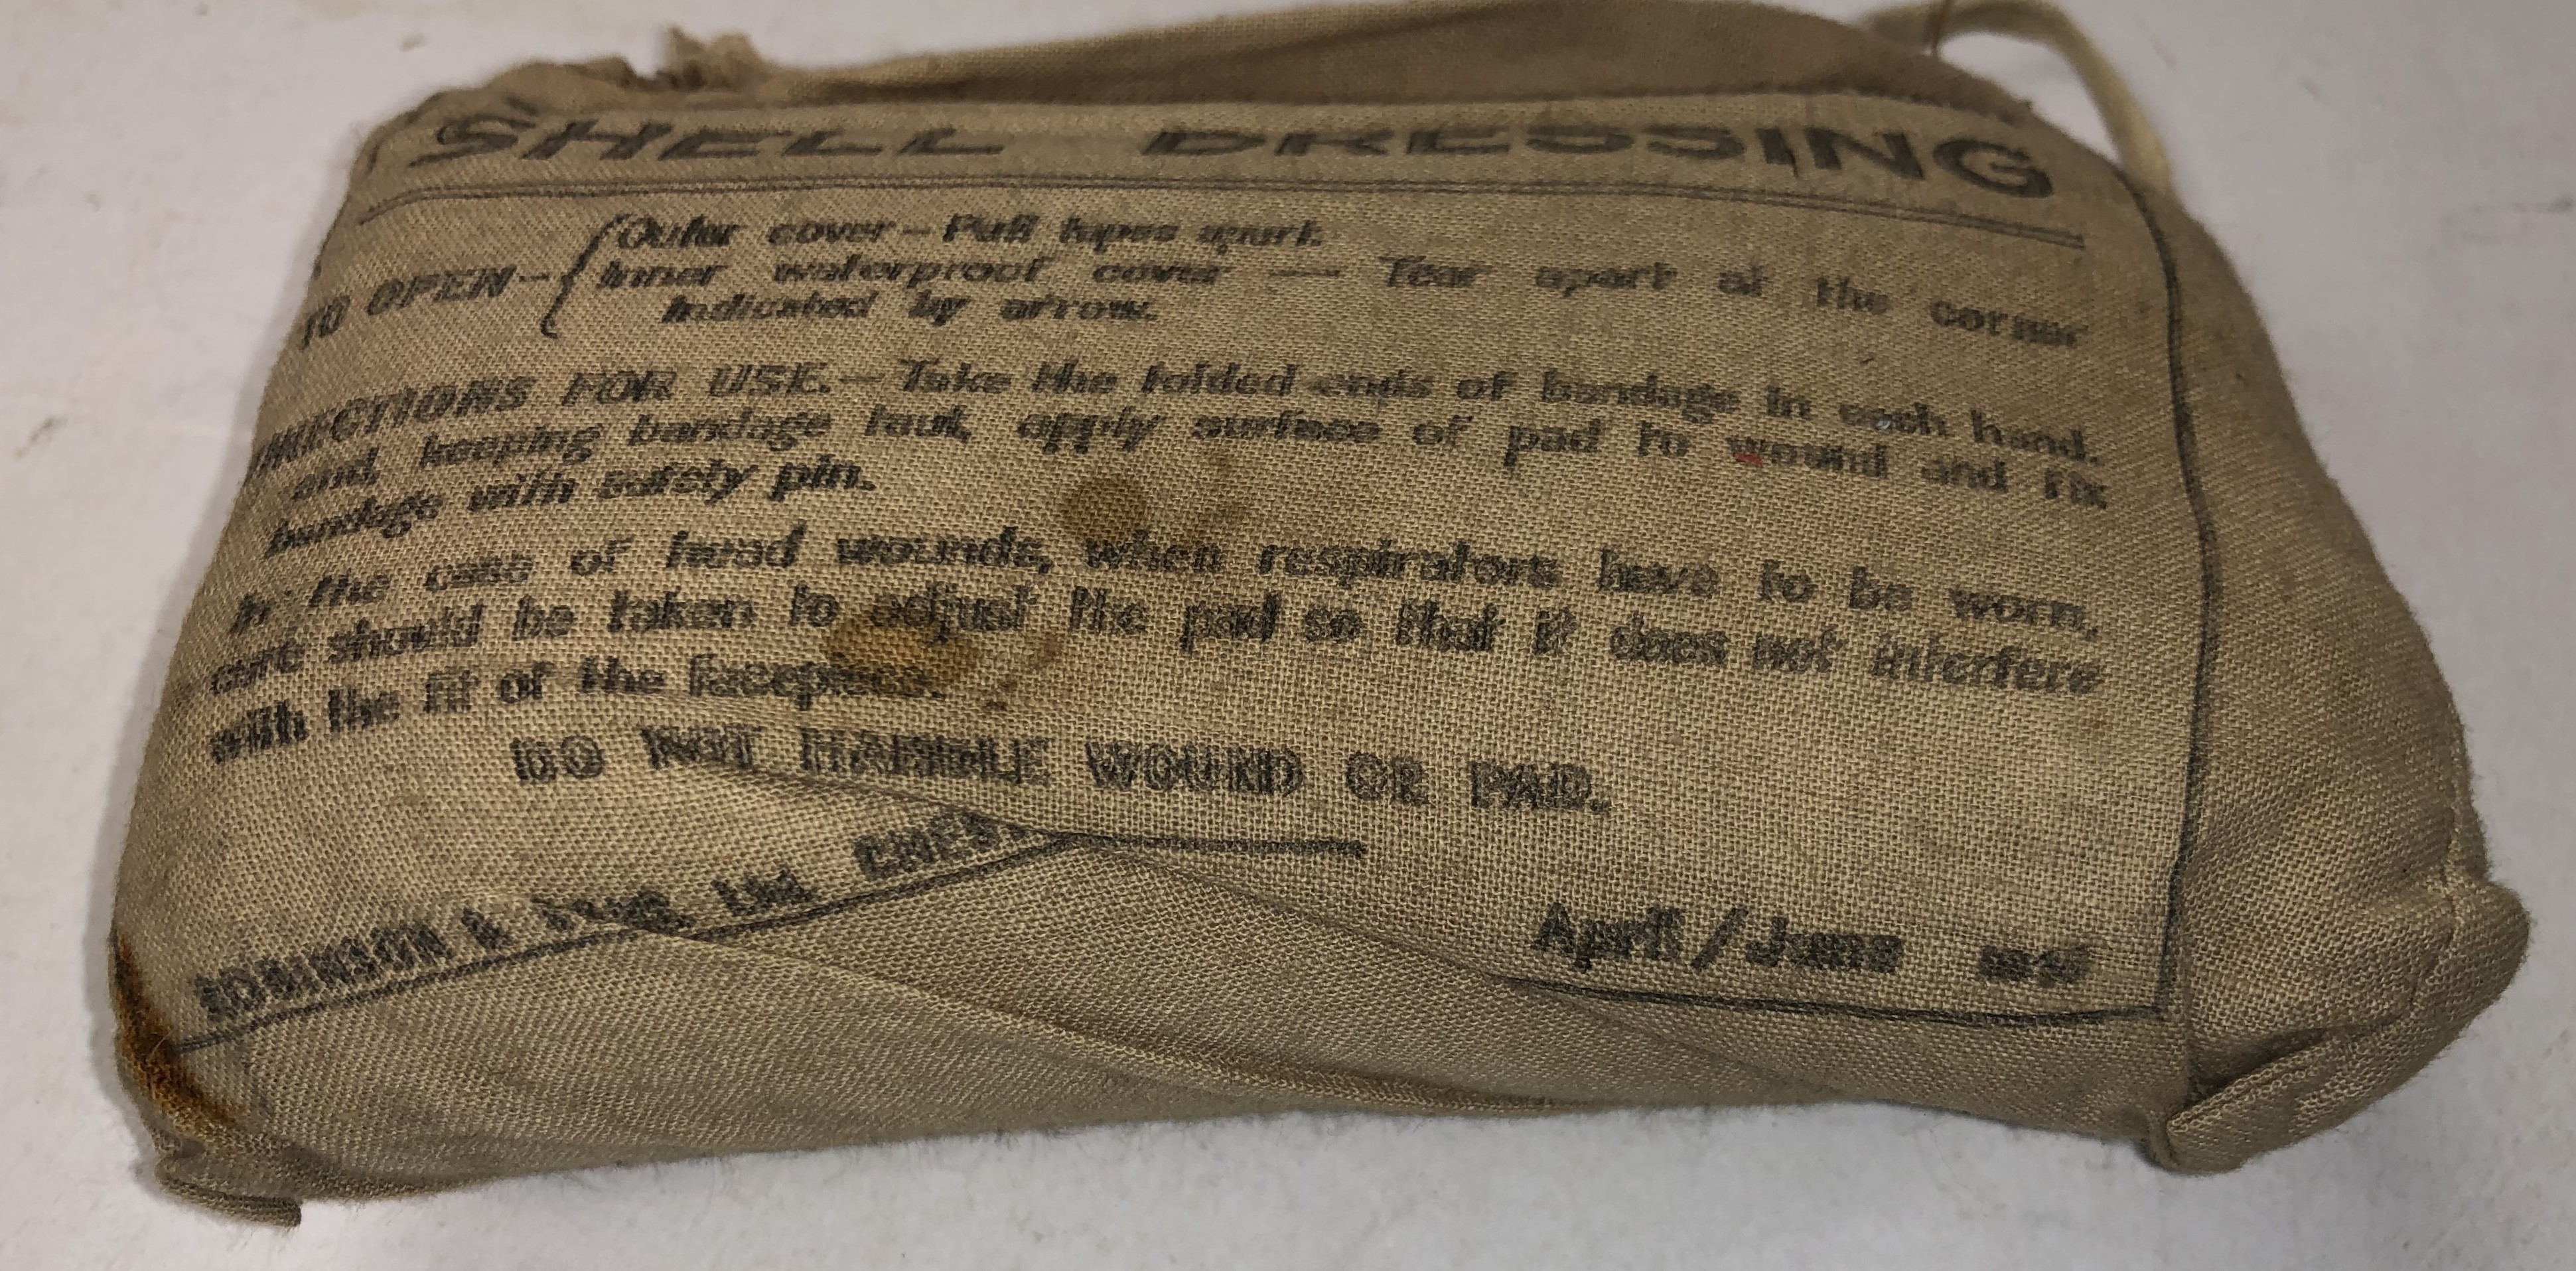 SHELL DRESSING
Outer cover — Pull tapes apart.
TO OPEN — Inner waterproof cover — Tear apart at the corner
indicated by arrow.
DIRECTIONS FOR USE. — Take the folded ends of bandage in each hand,
and, keeping bandage taut, apply surface of pad to wound and fix
bandage with safety pin.
In the case of head wounds, when respirators have to be worn,
care should be taken to adjust the pad so that it does not interfere
with the fit of the facepiece.
DO NOT HANDLE WOUND OR PAD.
ROBINSON & SONS Ltd CHES
April/June